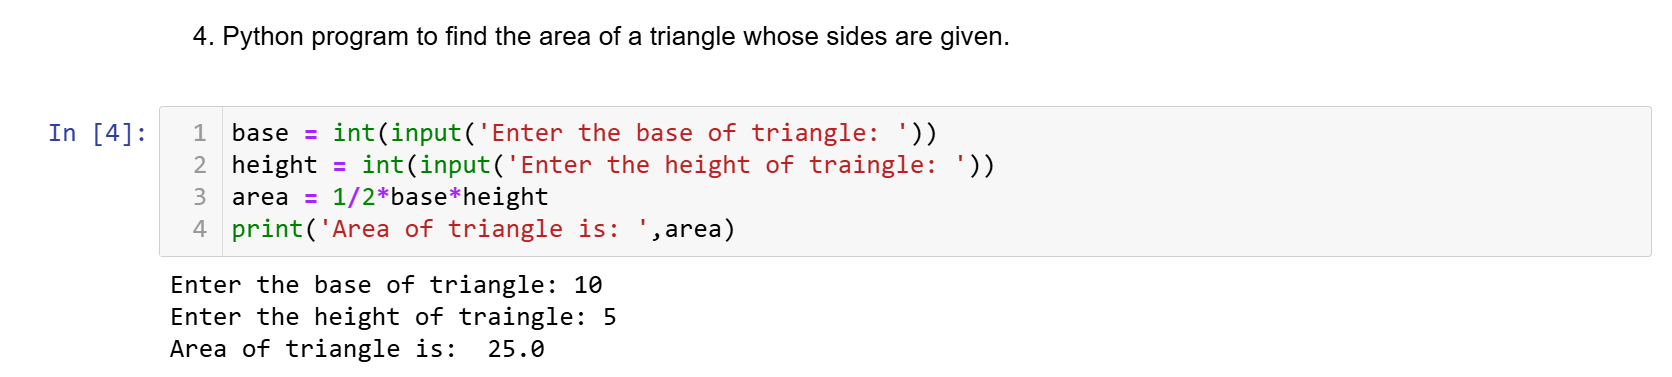 4. Python program to find the area of a triangle whose sides are given.
In [4]:
1 base = int(input('Enter the base of triangle: '))
2 height = int(input('Enter the height of traingle: '))
3 area = 1/2*base*height
4 print('Area of triangle is: ',area)
Enter the base of triangle: 10
Enter the height of traingle: 5
Area of triangle is:  25.0